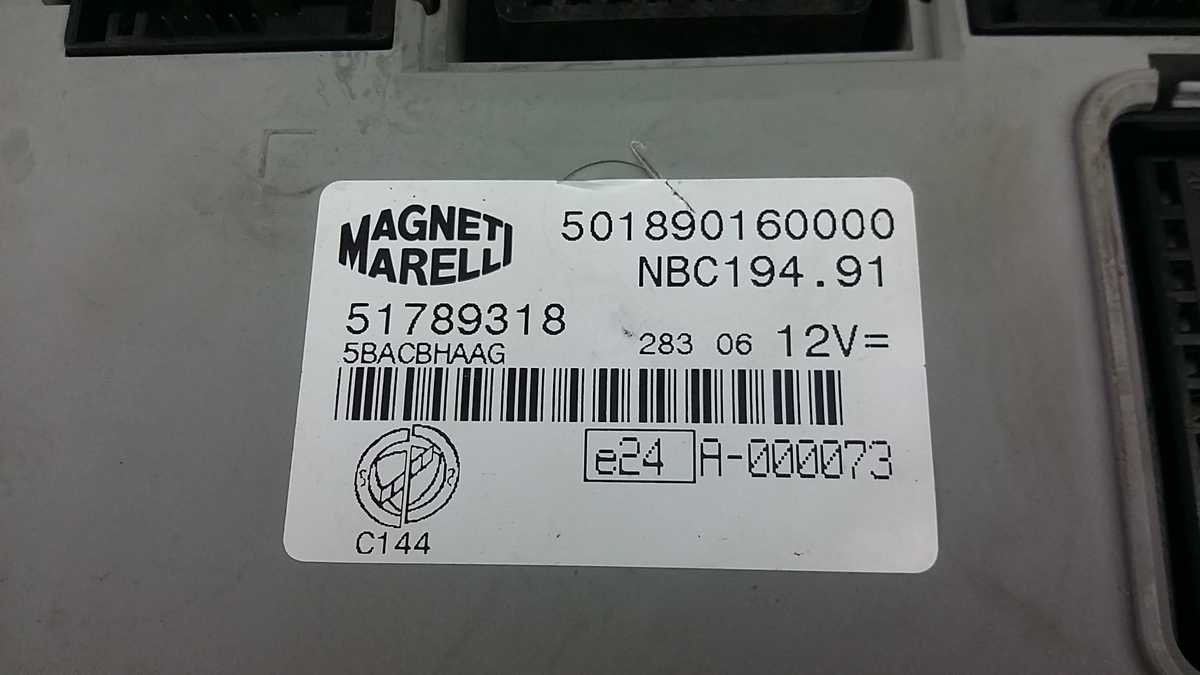 MAGNETI
MARELLI
501890160000
NBC194.91
51789318
5BACBHAAG
283 06 12V=
e24 A-000073
C144